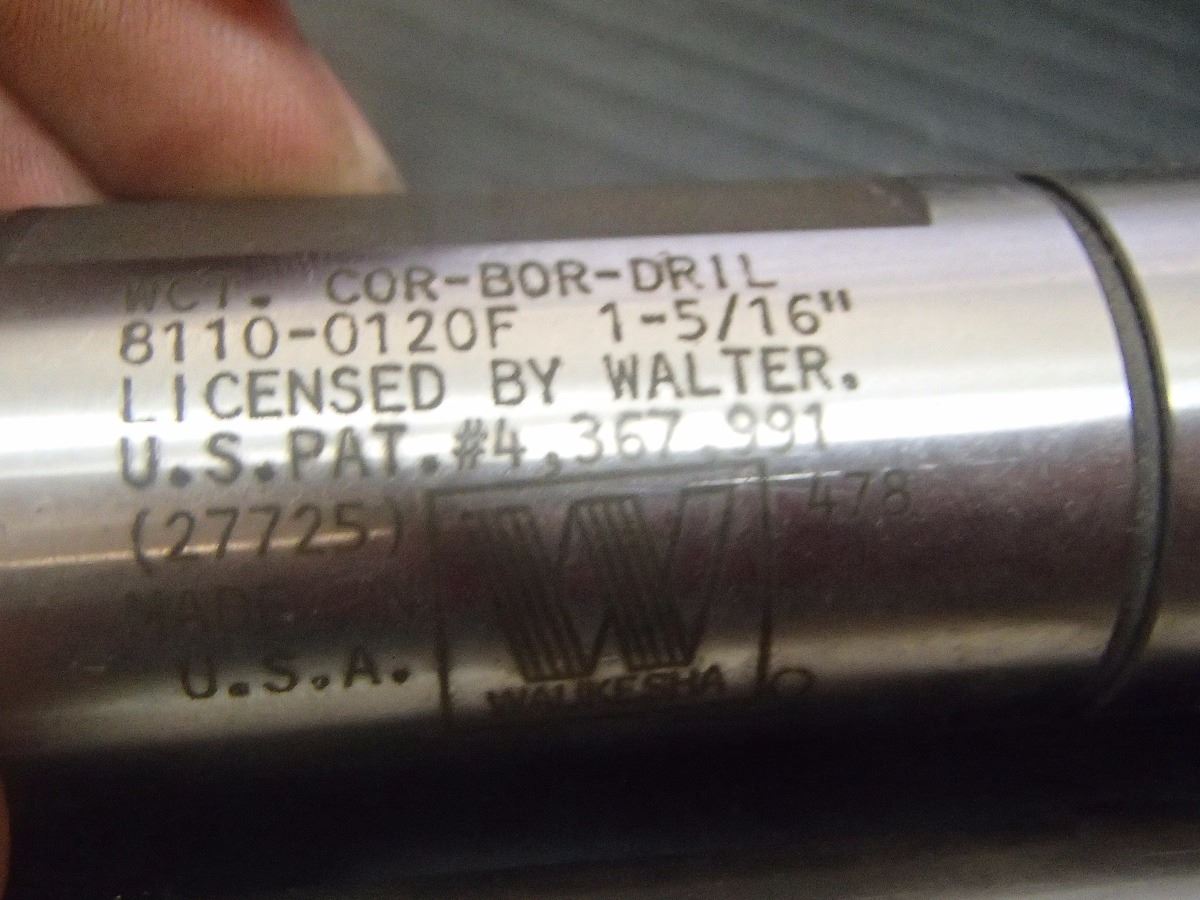 WCT. COR-BOR-DRIL
8110-0120F 1-5/16"
LICENSED BY WALTER.
U.S.PAT.#4,367,991
(27725)
478
MADE
U.S.A.
WAUKESHA